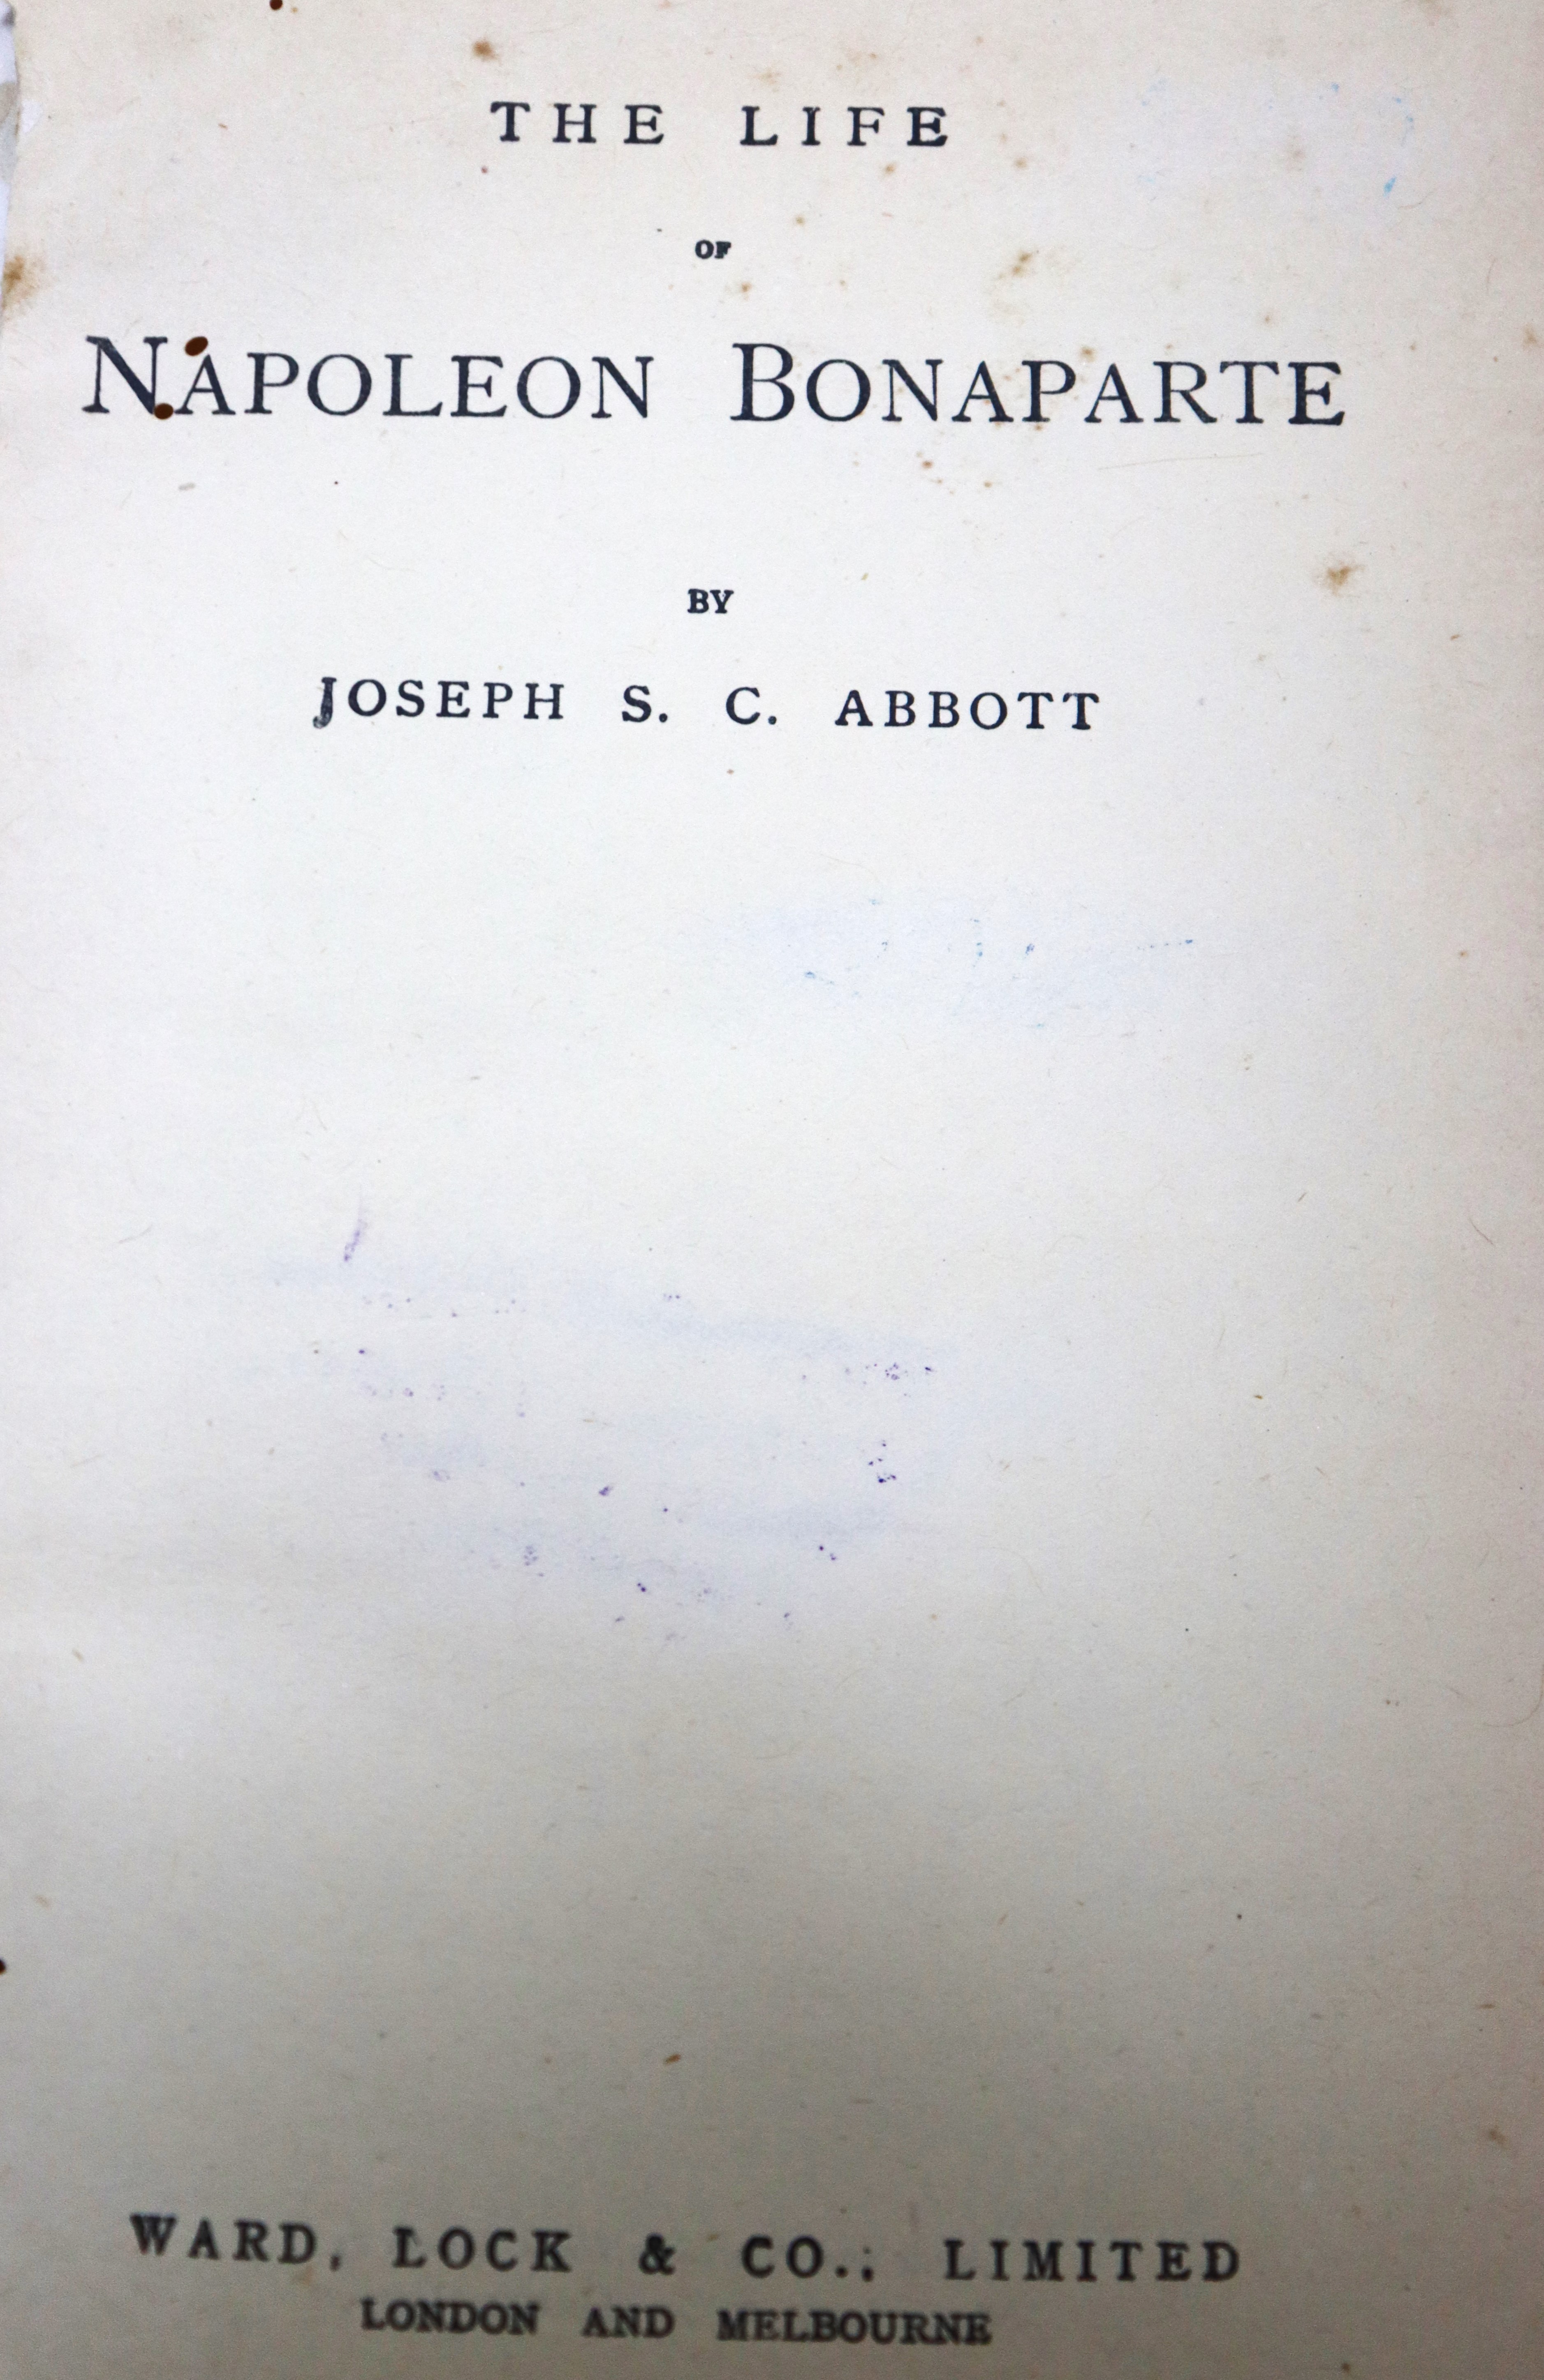 THE LIFE
OF
NAPOLEON BONAPARTE
BY
JOSEPH S. C. ABBOTT
WARD, LOCK & CO., LIMITED
LONDON AND MELBOURNE